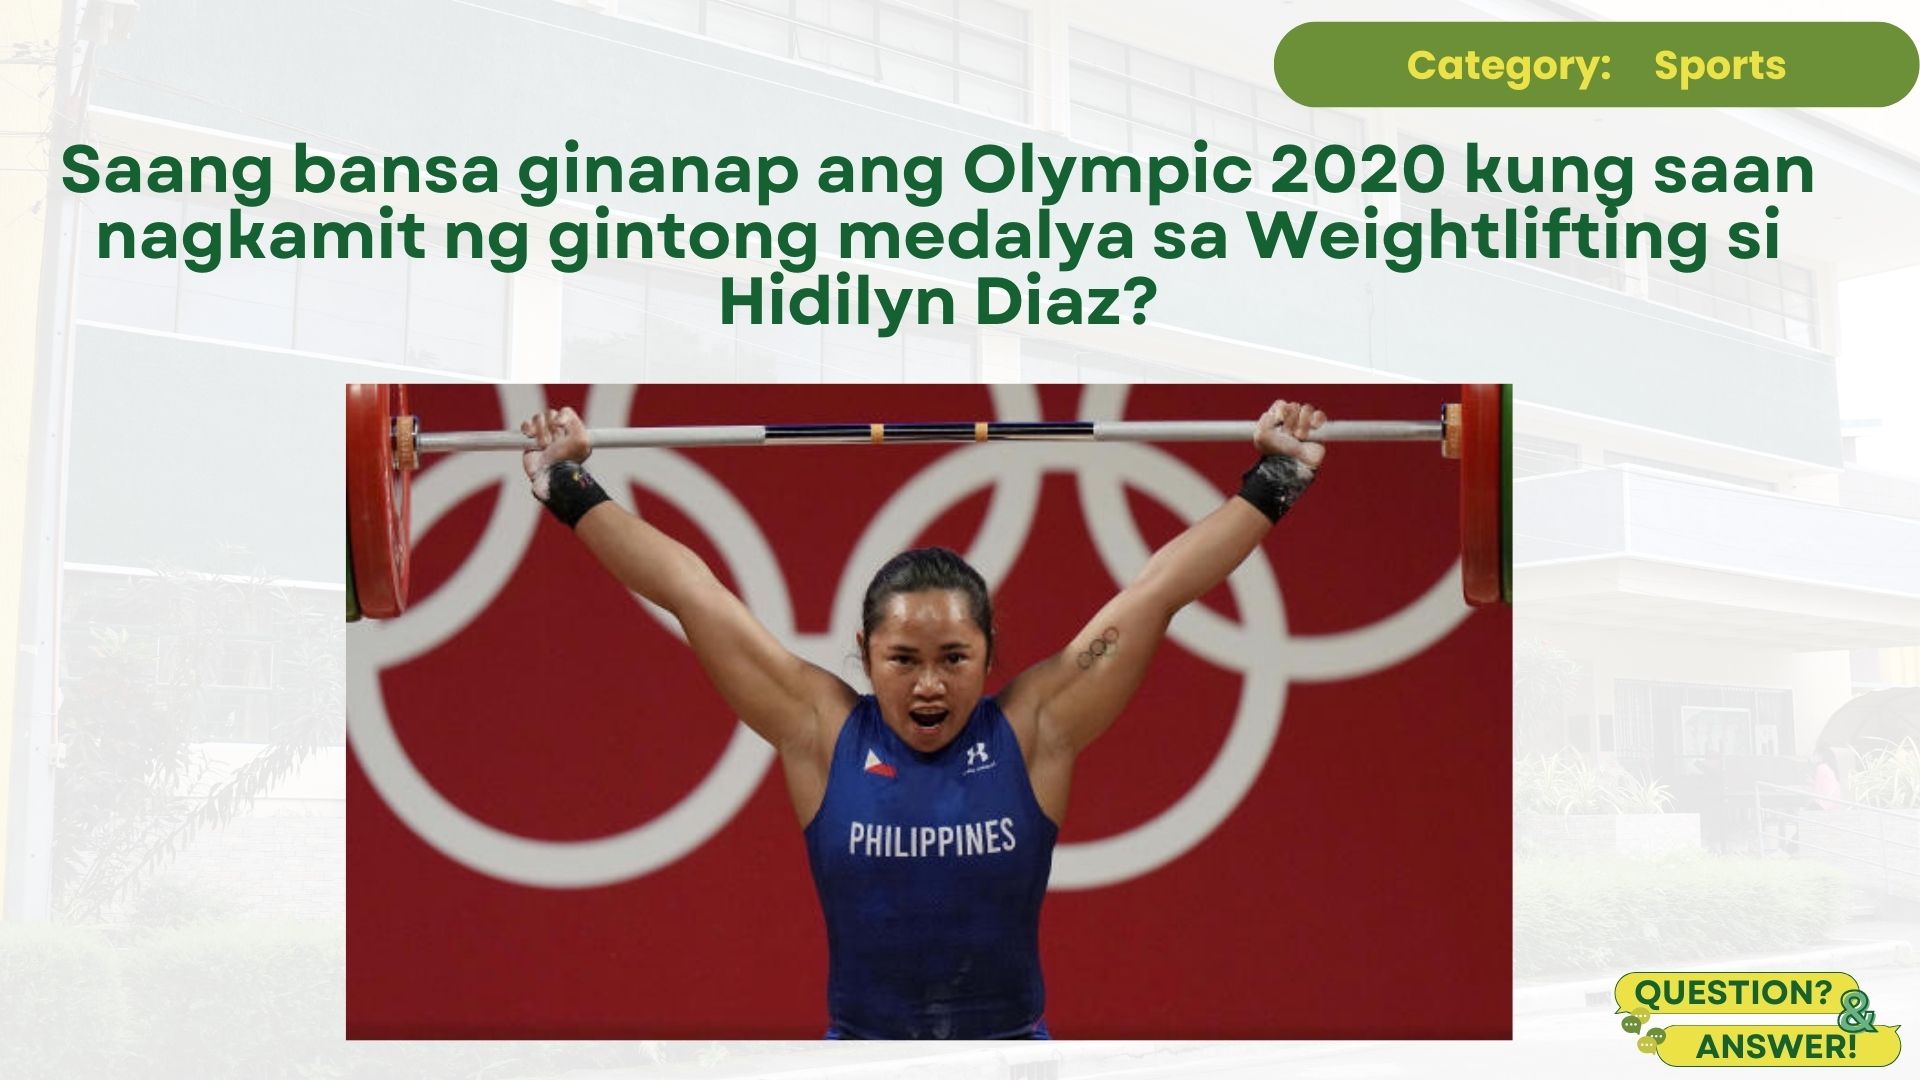 Category: Sports
Saang bansa ginanap ang Olympic 2020 kung saan
nagkamit ng gintong medalya sa Weightlifting si
Hidilyn Diaz?
PHILIPPINES
QUESTION? &
ANSWER!